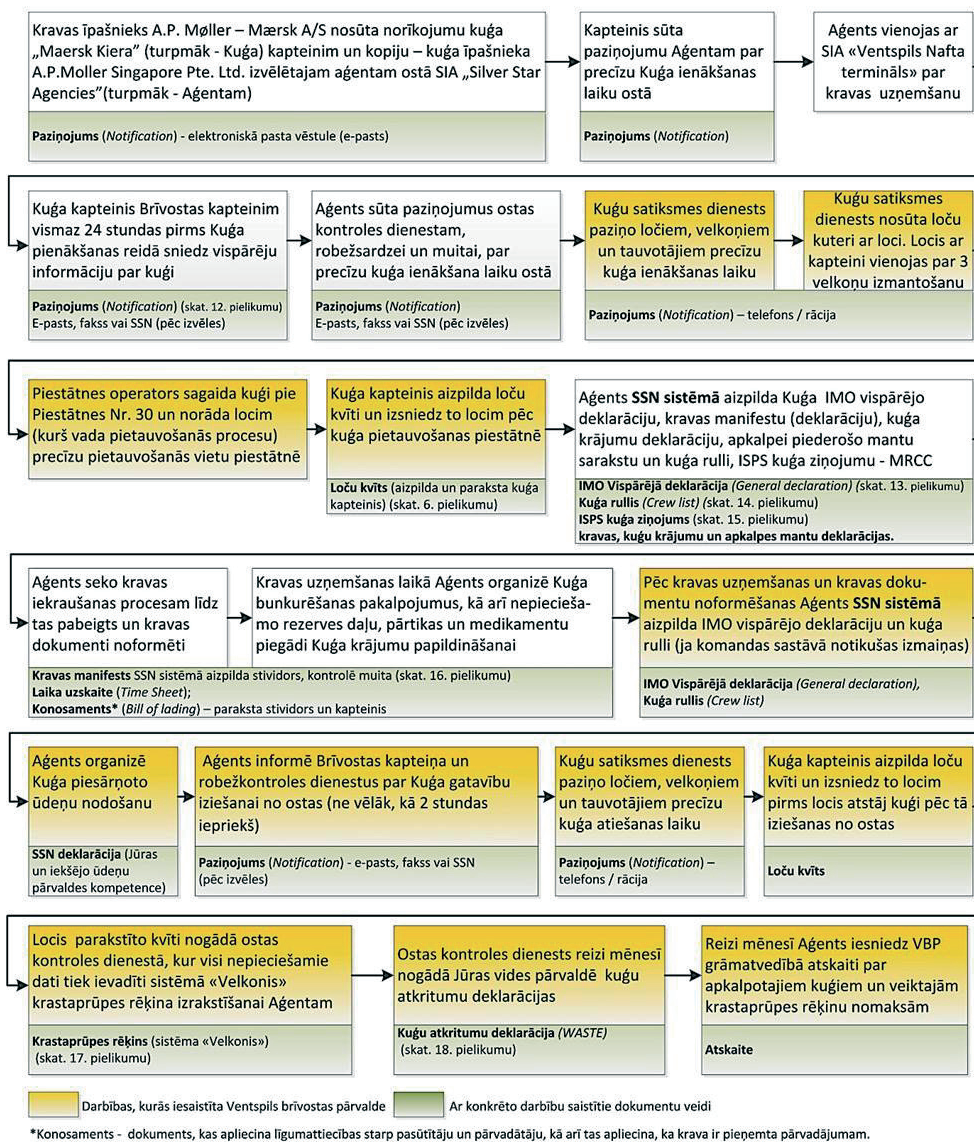 Kravas īpašnieks A.P. Møller – Mærsk A/S nosūta norīkojumu kuģa
„Maersk Kiera” (turpmāk - Kuģa) kapteinim un kopiju – kuģa īpašnieka
A.P.Moller Singapore Pte. Ltd. izvēlētajam aģentam ostā SIA „Silver Star
Agencies”(turpmāk - Aģentam)
Paziņojums (Notification) - elektroniskā pasta vēstule (e-pasts)
Kapteinis sūta
paziņojumu Aģentam par
precīzu Kuģa ienākšanas
laiku ostā
Paziņojums (Notification)
Aģents vienojas ar
SIA «Ventspils Nafta
termināls» par
kravas uzņemšanu
Kuģa kapteinis Brīvostas kapteinim
vismaz 24 stundas pirms Kuģa
pienākšanas reidā sniedz vispārēju
informāciju par kuģi
Paziņojums (Notification) (skat. 12. pielikumu)
E-pasts, fakss vai SSN (pēc izvēles)
Aģents sūta paziņojumus ostas
kontroles dienestam,
robežsardzei un muitai, par
precīzu kuģa ienākšana laiku ostā
Paziņojums (Notification)
E-pasts, fakss vai SSN (pēc izvēles)
Kuģu satiksmes dienests
paziņo ločiem, velkoņiem
un tauvotājiem precīzu
kuģa ienākšanas laiku
Kuģu satiksmes
dienests nosūta loču
kuteri ar loci. Locis ar
kapteini vienojas par 3
velkoņu izmantošanu
Paziņojums (Notification) – telefons / rācija
Piestātnes operators sagaida kuģi pie
Piestātnes Nr. 30 un norāda locim
(kurš vada pietauvošanās procesu)
precīzu pietauvošanās vietu piestātnē
Kuģa kapteinis aizpilda loču
kvīti un izsniedz to locim pēc
kuģa pietauvošanas piestātnē
Loču kvīts (aizpilda un paraksta kuģa
kapteinis) (skat. 6. pielikumu)
Aģents SSN sistēmā aizpilda Kuģa IMO vispārējo
deklarāciju, kravas manifestu (deklarāciju), kuģa
krājumu deklarāciju, apkalpei piederošo mantu
sarakstu un kuģa rulli, ISPS kuģa ziņojumu - MRCC
IMO Vispārējā deklarācija (General declaration) (skat. 13. pielikumu)
Kuģa rullis (Crew list) (skat. 14. pielikumu)
ISPS kuģa ziņojums (skat. 15. pielikumu)
kravas, kuģu krājumu un apkalpes mantu deklarācijas.
Aģents seko kravas
iekraušanas procesam līdz
tas pabeigts un kravas
dokumenti noformēti
Kravas uzņemšanas laikā Aģents organizē Kuģa
bunkurēšanas pakalpojumus, kā arī nepiecieša-
mo rezerves daļu, pārtikas un medikamentu
piegādi Kuģa krājumu papildināšanai
Kravas manifests SSN sistēmā aizpilda stividors, kontrolē muita (skat. 16. pielikumu)
Laika uzskaite (Time Sheet);
Konosaments* (Bill of lading) – paraksta stividors un kapteinis
Pēc kravas uzņemšanas un kravas doku-
mentu noformēšanas Aģents SSN sistēmā
aizpilda IMO vispārējo deklarāciju un kuģa
rulli (ja komandas sastāvā notikušas izmaiņas)
IMO Vispārējā deklarācija (General declaration),
Kuģa rullis (Crew list)
Aģents organizē
Kuģa piesārņoto
ūdeņu nodošanu
SSN deklarācija (Jūras
un iekšējo ūdeņu
pārvaldes kompetence)
Aģents informē Brīvostas kapteiņa un
robežkontroles dienestus par Kuģa gatavību
iziešanai no ostas (ne vēlāk, kā 2 stundas
iepriekš)
Paziņojums (Notification) - e-pasts, fakss vai SSN
(pēc izvēles)
Kuģu satiksmes dienests
paziņo ločiem, velkoņiem
un tauvotājiem precīzu
kuģa atiešanas laiku
Paziņojums (Notification) –
telefons / rācija
Kuģa kapteinis aizpilda loču
kvīti un izsniedz to locim
pirms locis atstāj kuģi pēc tā
iziešanas no ostas
Loču kvīts
Locis parakstīto kvīti nogādā ostas
kontroles dienestā, kur visi nepieciešamie
dati tiek ievadīti sistēmā «Velkonis»
krastaprūpes rēķina izrakstīšanai Aģentam
Krastaprūpes rēķins (sistēma «Velkonis»)
(skat. 17. pielikumu)
Ostas kontroles dienests reizi mēnesī
nogādā Jūras vides pārvaldē kuģu
atkritumu deklarācijas
Kuģu atkritumu deklarācija (WASTE)
(skat. 18. pielikumu)
Reizi mēnesī Aģents iesniedz VBP
grāmatvedībā atskaiti par
apkalpotajiem kuģiem un veiktajām
krastaprūpes rēķinu nomaksām
Atskaite
Darbības, kurās iesaistīta Ventspils brīvostas pārvalde
Ar konkrēto darbību saistītie dokumentu veidi
*Konosaments - dokuments, kas apliecina līgumattiecības starp pasūtītāju un pārvadātāju, kā arī tas apliecina, ka krava ir pieņemta pārvadājumam.